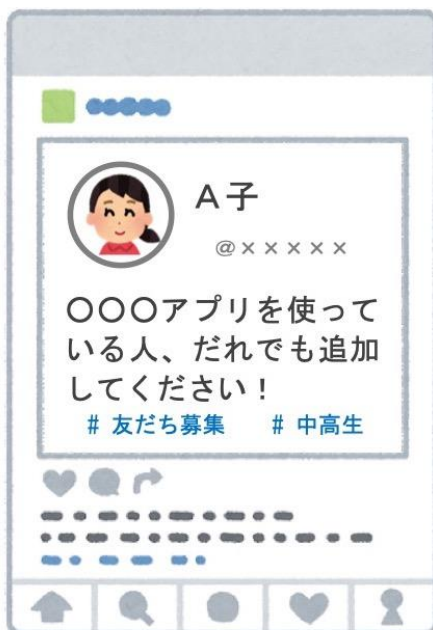 A子
@×××××
〇〇〇アプリを使って
いる人、だれでも追加
してください！
# 友だち募集 # 中高生